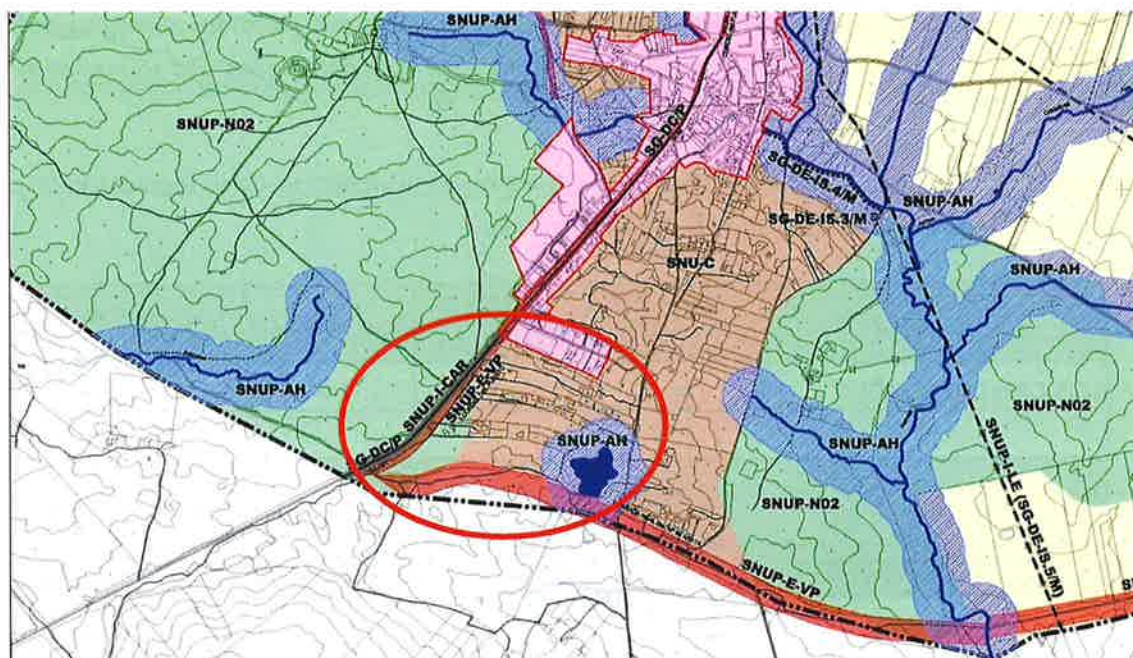 SNUP-AH
SNUP-N02
SG-DC/P
SG-DE-IS.4/M
SNUP-AH
SG-DE-IS.3/M
SNU-C
SNUP-AH
SNUP-AH
SNUP-I-CAR
SNUP-E-VP
G-DC/P
SNUP-AH
SNUP-AH
SNUP-N02
SNUP-N02
SNUP-I-LE (SG-DE-IS.5/M)
SNUP-E-VP
S